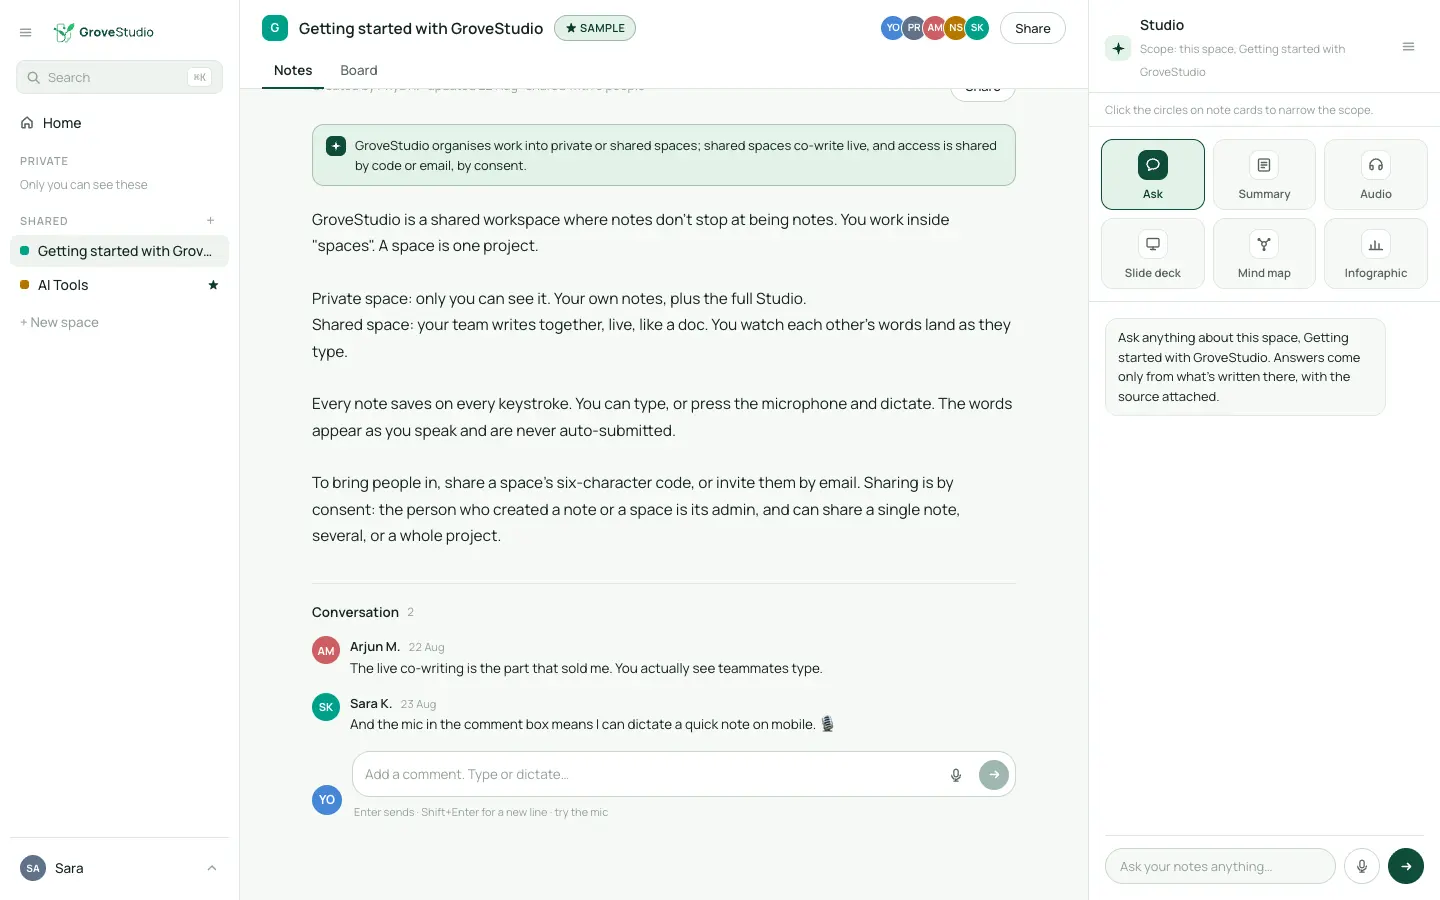 GroveStudio
Search
⌘K
Home
PRIVATE
Only you can see these
SHARED
+
Getting started with Grov...
AI Tools
+ New space
SA
Sara
G
Getting started with GroveStudio
★ SAMPLE
YO
PR
AM
NS
SK
Share
Notes
Board
Share
GroveStudio organises work into private or shared spaces; shared spaces co-write live, and access is shared
by code or email, by consent.
GroveStudio is a shared workspace where notes don't stop at being notes. You work inside
"spaces". A space is one project.
Private space: only you can see it. Your own notes, plus the full Studio.
Shared space: your team writes together, live, like a doc. You watch each other's words land as they
type.
Every note saves on every keystroke. You can type, or press the microphone and dictate. The words
appear as you speak and are never auto-submitted.
To bring people in, share a space's six-character code, or invite them by email. Sharing is by
consent: the person who created a note or a space is its admin, and can share a single note,
several, or a whole project.
Conversation 2
AM
Arjun M. 22 Aug
The live co-writing is the part that sold me. You actually see teammates type.
SK
Sara K. 23 Aug
And the mic in the comment box means I can dictate a quick note on mobile. 🎙️
Add a comment. Type or dictate...
YO
Enter sends · Shift+Enter for a new line · try the mic
Studio
Scope: this space, Getting started with
GroveStudio
Click the circles on note cards to narrow the scope.
Ask
Summary
Audio
Slide deck
Mind map
Infographic
Ask anything about this space, Getting
started with GroveStudio. Answers come
only from what's written there, with the
source attached.
Ask your notes anything...